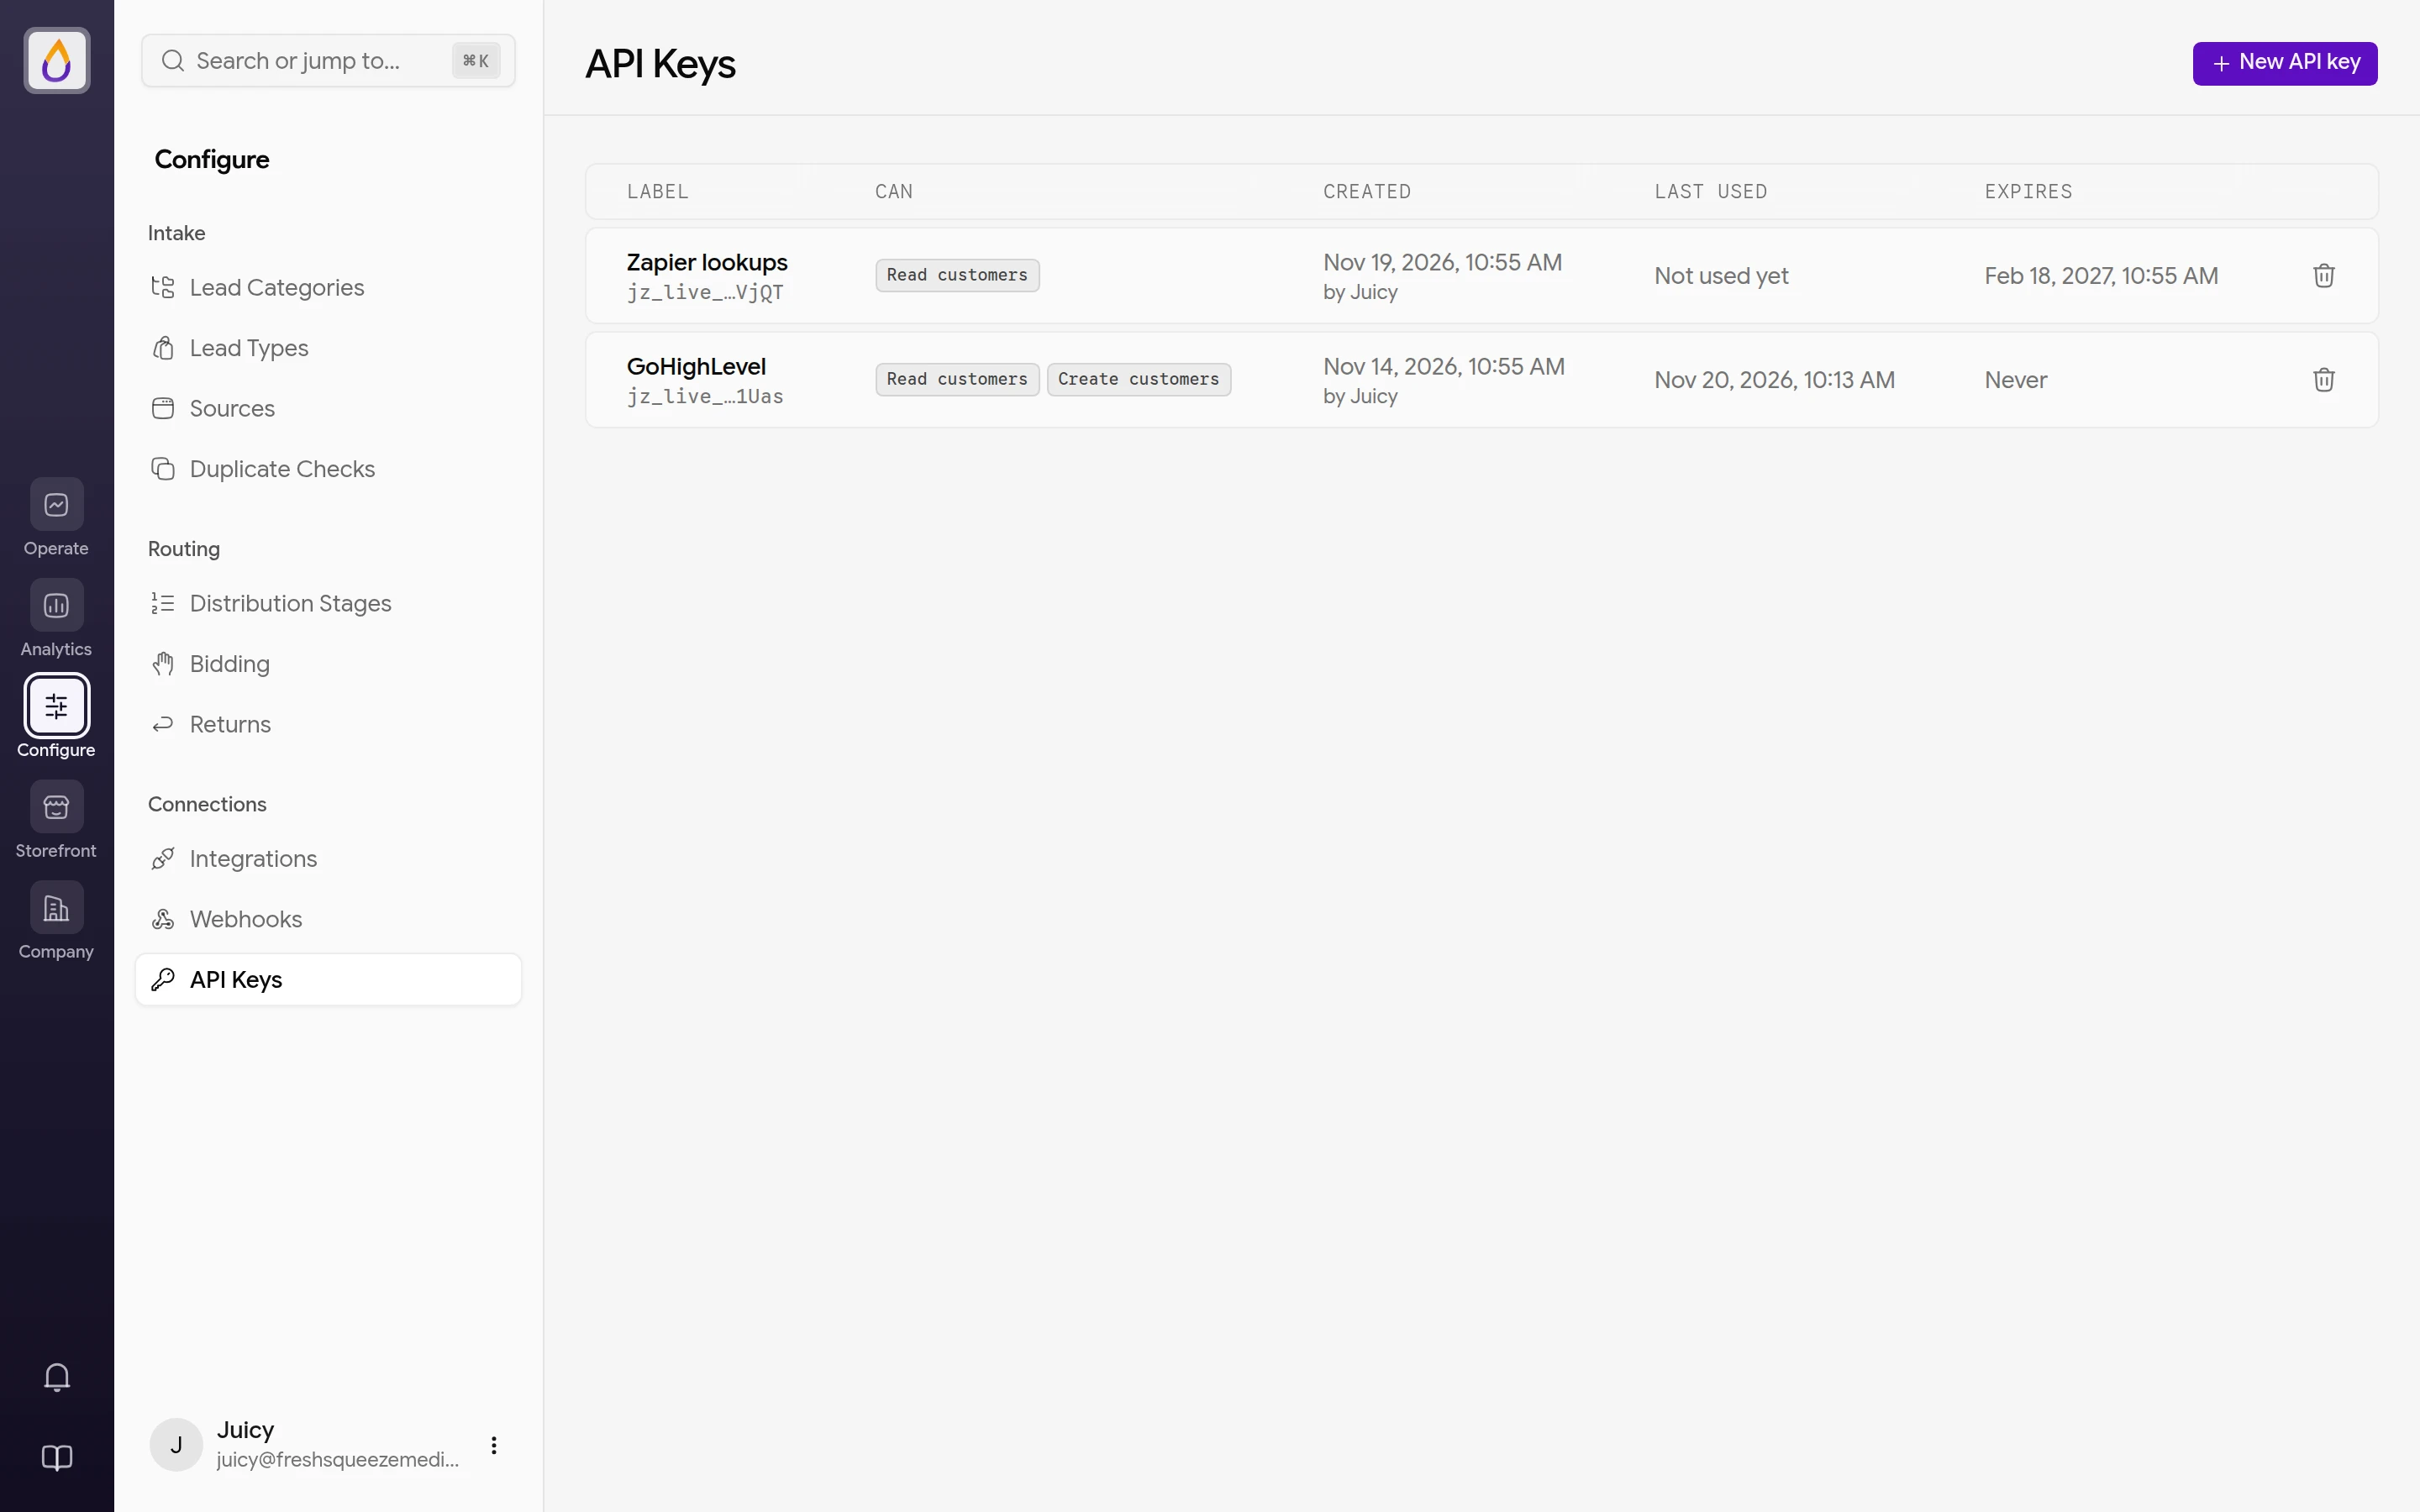 Search or jump to...
⌘K
Configure
Intake
Lead Categories
Lead Types
Sources
Duplicate Checks
Routing
Distribution Stages
Bidding
Returns
Connections
Integrations
Webhooks
API Keys
Operate
Analytics
Configure
Storefront
Company
J
Juicy
juicy@freshsqueezemedi...
API Keys
+ New API key
LABEL CAN CREATED LAST USED EXPIRES
Zapier lookups
jz_live_…VjQT
Read customers
Nov 19, 2026, 10:55 AM
by Juicy
Not used yet
Feb 18, 2027, 10:55 AM
GoHighLevel
jz_live_…1Uas
Read customers Create customers
Nov 14, 2026, 10:55 AM
by Juicy
Nov 20, 2026, 10:13 AM
Never